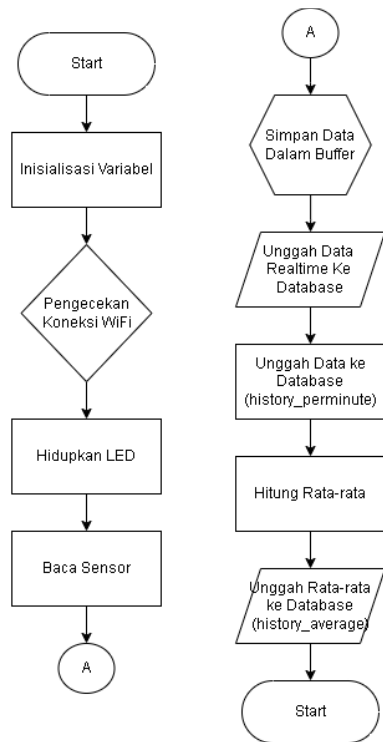 Start
Inisialisasi Variabel
Pengecekan
Koneksi WiFi
Hidupkan LED
Baca Sensor
A
A
Simpan Data
Dalam Buffer
Unggah Data
Realtime Ke
Database
Unggah Data ke
Database
(history_perminute)
Hitung Rata-rata
Unggah Rata-rata
ke Database
(history_average)
Start